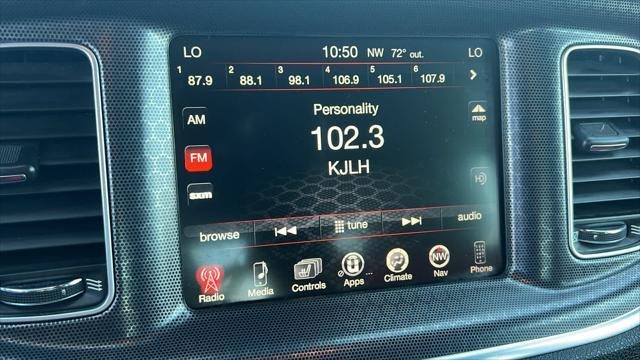 LO 10:50 NW 72° out. LO
1 87.9 2 88.1 3 98.1 4 106.9 5 105.1 6 107.9
Personality
AM
map
102.3
FM
KJLH
HD
sxm
browse tune audio
Radio Media Controls Apps Climate NW Nav Phone